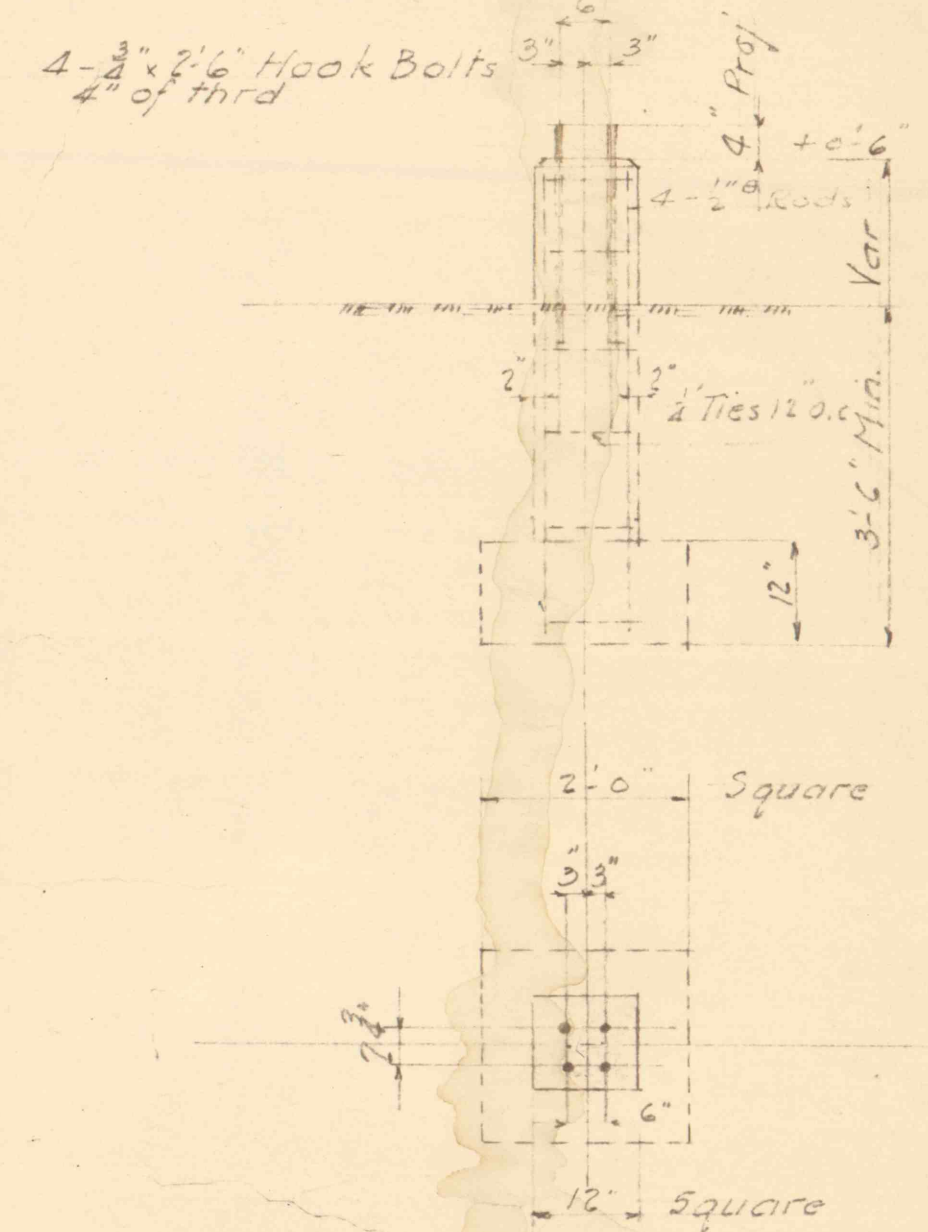 6"
3" 3"
4-3/4" x 2'-6" Hook Bolts
4" of thrd
4" Proj
+0'-6"
4-1/2"ø Rods
Var
2" 2"
1/4" Ties 12" o.c
3'-6" Min.
12"
2'-0" Square
3" 3"
6"
12" Square